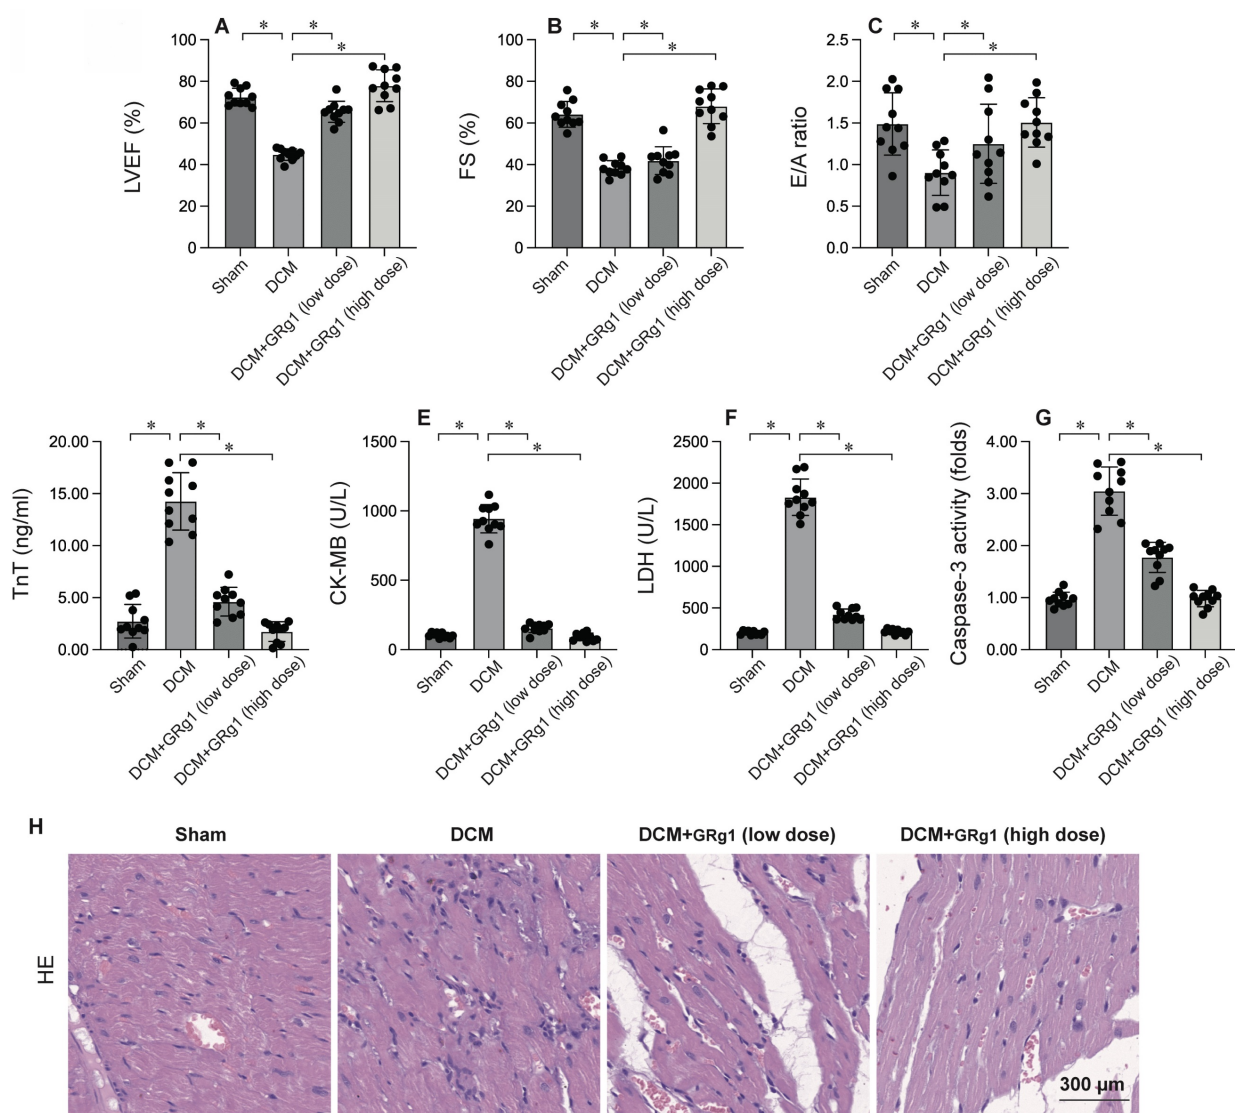 A
LVEF (%)
100
80
60
40
20
0
* * *
Sham
DCM
DCM+GRg1 (low dose)
DCM+GRg1 (high dose)
B
FS (%)
100
80
60
40
20
0
* * *
Sham
DCM
DCM+GRg1 (low dose)
DCM+GRg1 (high dose)
C
E/A ratio
2.5
2.0
1.5
1.0
0.5
0.0
* * *
Sham
DCM
DCM+GRg1 (low dose)
DCM+GRg1 (high dose)
TnT (ng/ml)
20.00
15.00
10.00
5.00
0.00
* * *
Sham
DCM
DCM+GRg1 (low dose)
DCM+GRg1 (high dose)
E
CK-MB (U/L)
1500
1000
500
0
* * *
Sham
DCM
DCM+GRg1 (low dose)
DCM+GRg1 (high dose)
F
LDH (U/L)
2500
2000
1500
400
500
0
* * *
Sham
DCM
DCM+GRg1 (low dose)
DCM+GRg1 (high dose)
G
Caspase-3 activity (folds)
4.00
3.00
2.00
1.00
0.00
* * *
Sham
DCM
DCM+GRg1 (low dose)
DCM+GRg1 (high dose)
H
Sham
DCM
DCM+GRg1 (low dose)
DCM+GRg1 (high dose)
HE
300 μm